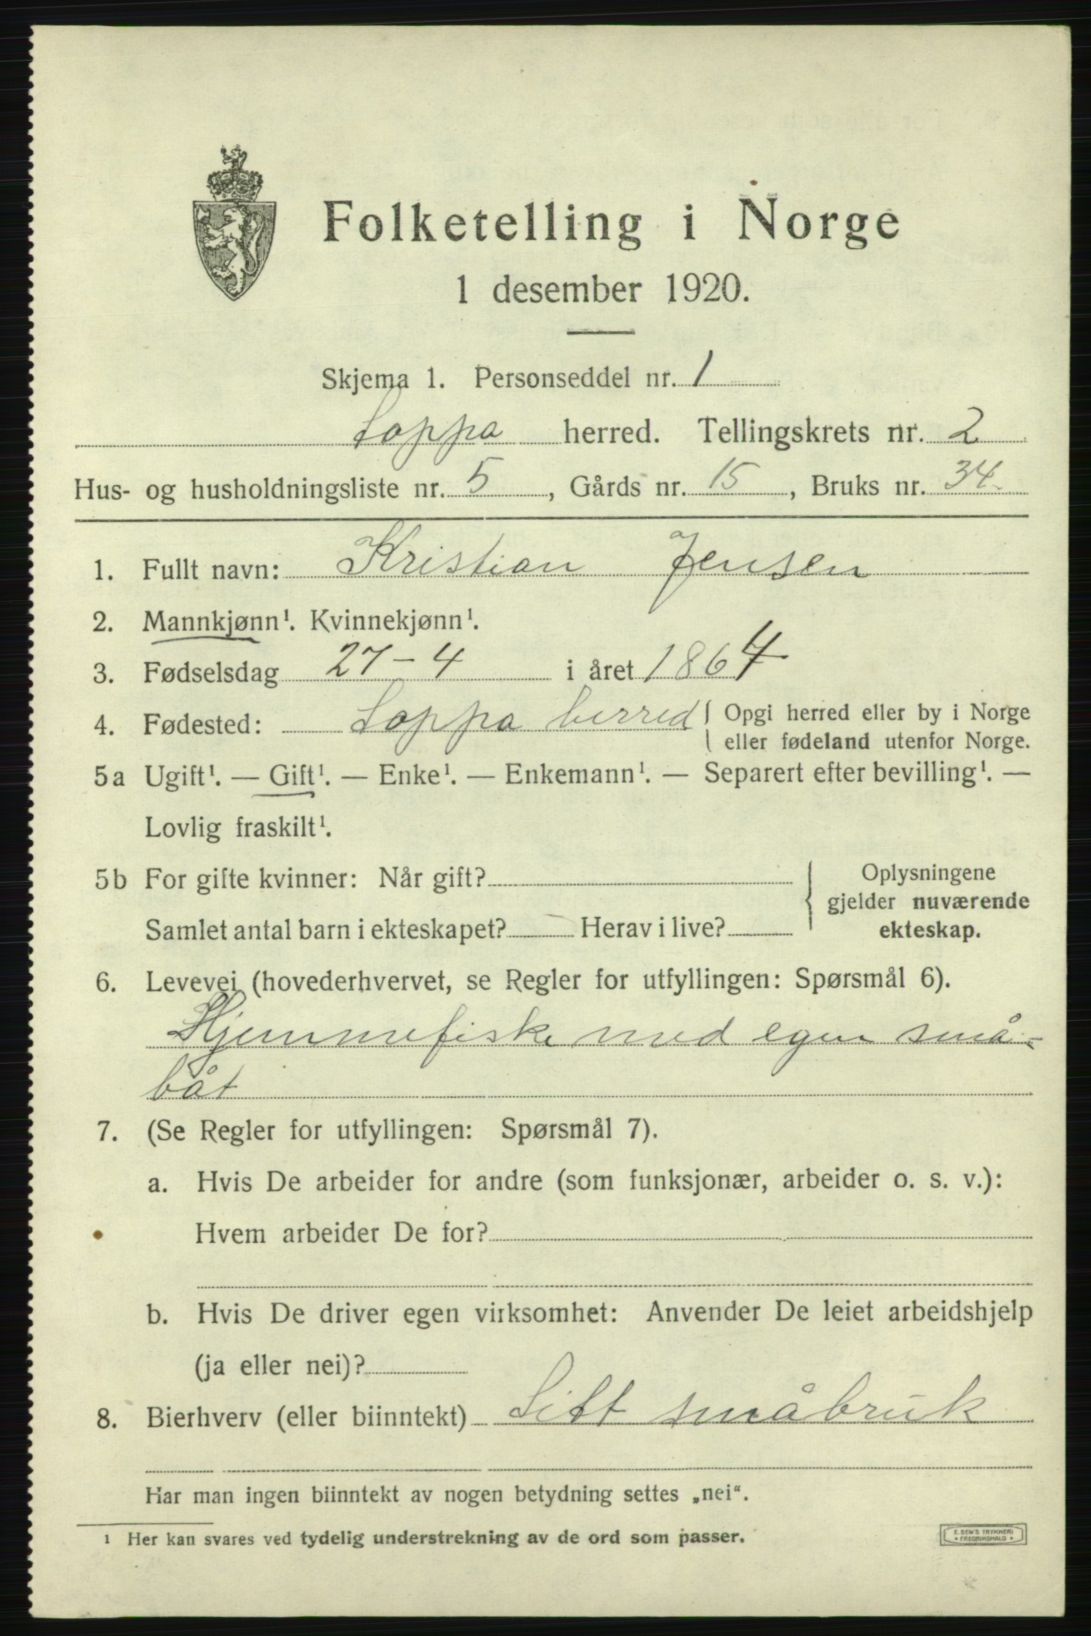 Folketelling i Norge
1 desember 1920.
Skjema 1. Personseddel nr. 1
Loppa herred. Tellingskrets nr. 2
Hus- og husholdningsliste nr. 5, Gårds nr. 15, Bruks nr. 34.
1. Fullt navn: Kristian Jensen
2. Mannkjønn¹. Kvinnekjønn¹.
3. Fødselsdag 27-4 i året 1864
4. Fødested: Loppa herred Opgi herred eller by i Norge
eller fødeland utenfor Norge.
5a Ugift¹. — Gift¹. — Enke¹. — Enkemann¹. — Separert efter bevilling¹. —
Lovlig fraskilt¹.
5b For gifte kvinner: Når gift?
Samlet antal barn i ekteskapet? Herav i live?
Oplysningene
gjelder nuværende
ekteskap.
6. Levevei (hovederhvervet, se Regler for utfyllingen: Spørsmål 6).
Hjemmefiske med egen små-
båt
7. (Se Regler for utfyllingen: Spørsmål 7).
a. Hvis De arbeider for andre (som funksjonær, arbeider o. s. v.):
Hvem arbeider De for?
b. Hvis De driver egen virksomhet: Anvender De leiet arbeidshjelp
(ja eller nei)?
8. Bierhverv (eller biinntekt) Litt småbruk
Har man ingen biinntekt av nogen betydning settes „nei“.
¹ Her kan svares ved tydelig understrekning av de ord som passer.
E. SEM'S TRYKKERI
FREDRIKSHALD